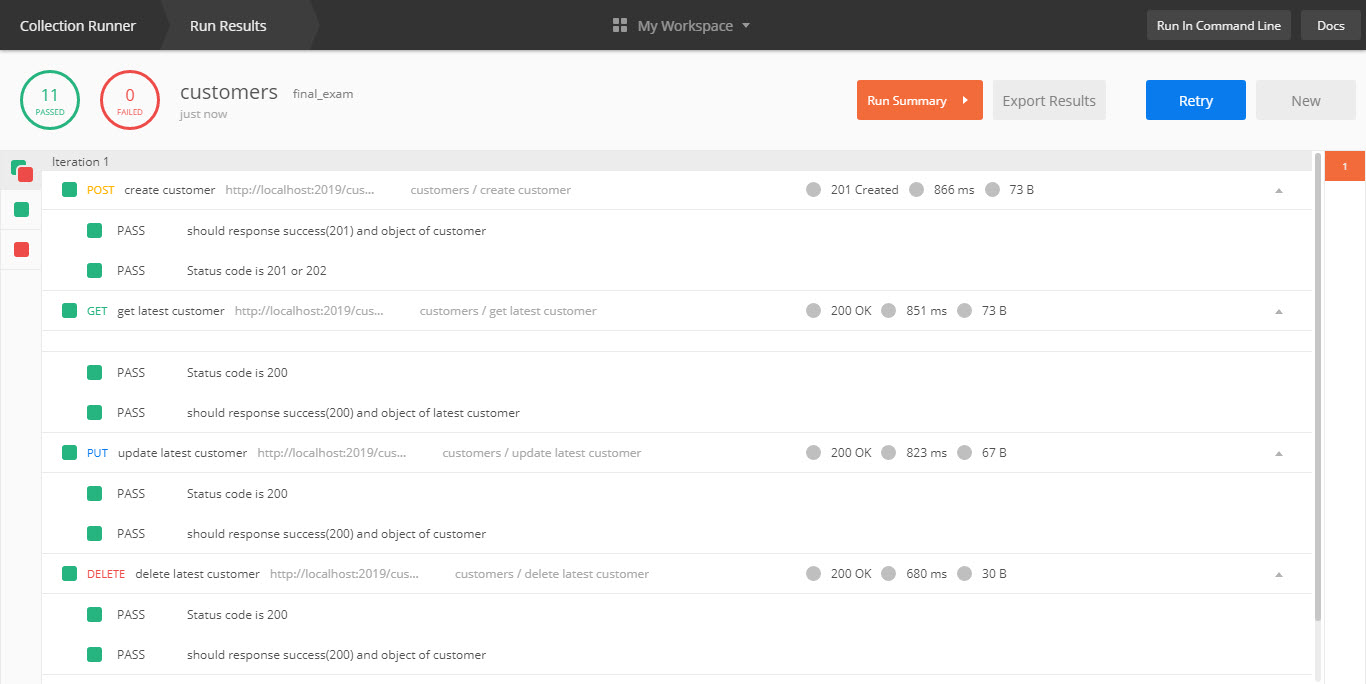 Collection Runner Run Results My Workspace Run In Command Line Docs
11 PASSED 0 FAILED customers final_exam just now Run Summary Export Results Retry New
Iteration 1 1
POST create customer http://localhost:2019/cus... customers / create customer 201 Created 866 ms 73 B
PASS should response success(201) and object of customer
PASS Status code is 201 or 202
GET get latest customer http://localhost:2019/cus... customers / get latest customer 200 OK 851 ms 73 B
PASS Status code is 200
PASS should response success(200) and object of latest customer
PUT update latest customer http://localhost:2019/cus... customers / update latest customer 200 OK 823 ms 67 B
PASS Status code is 200
PASS should response success(200) and object of customer
DELETE delete latest customer http://localhost:2019/cus... customers / delete latest customer 200 OK 680 ms 30 B
PASS Status code is 200
PASS should response success(200) and object of customer